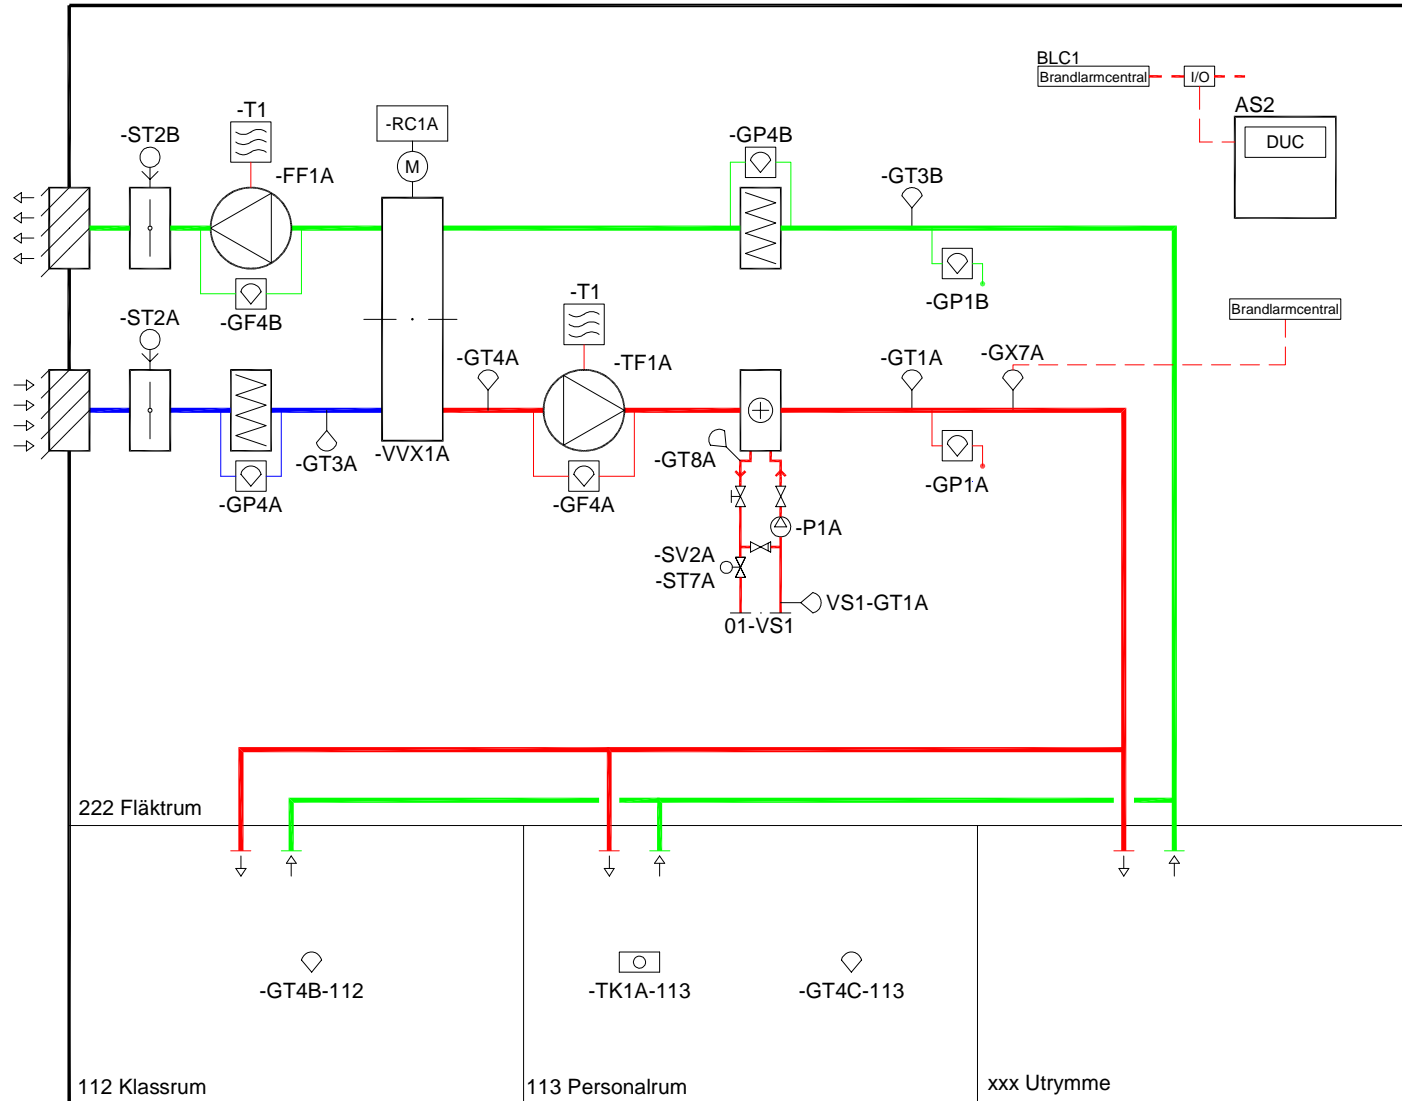 BLC1
Brandlarmcentral
I/O
AS2
DUC
-T1
-RC1A
-ST2B
-GP4B
M
-FF1A
-GT3B
-GF4B
-GP1B
-ST2A
-T1
Brandlarmcentral
-GT4A
-TF1A
-GT1A
-GX7A
-GT3A
-VVX1A
-GT8A
-GP4A
-GF4A
-GP1A
-P1A
-SV2A
-ST7A
VS1-GT1A
01-VS1
222 Fläktrum
-GT4B-112
-TK1A-113
-GT4C-113
112 Klassrum
113 Personalrum
xxx Utrymme